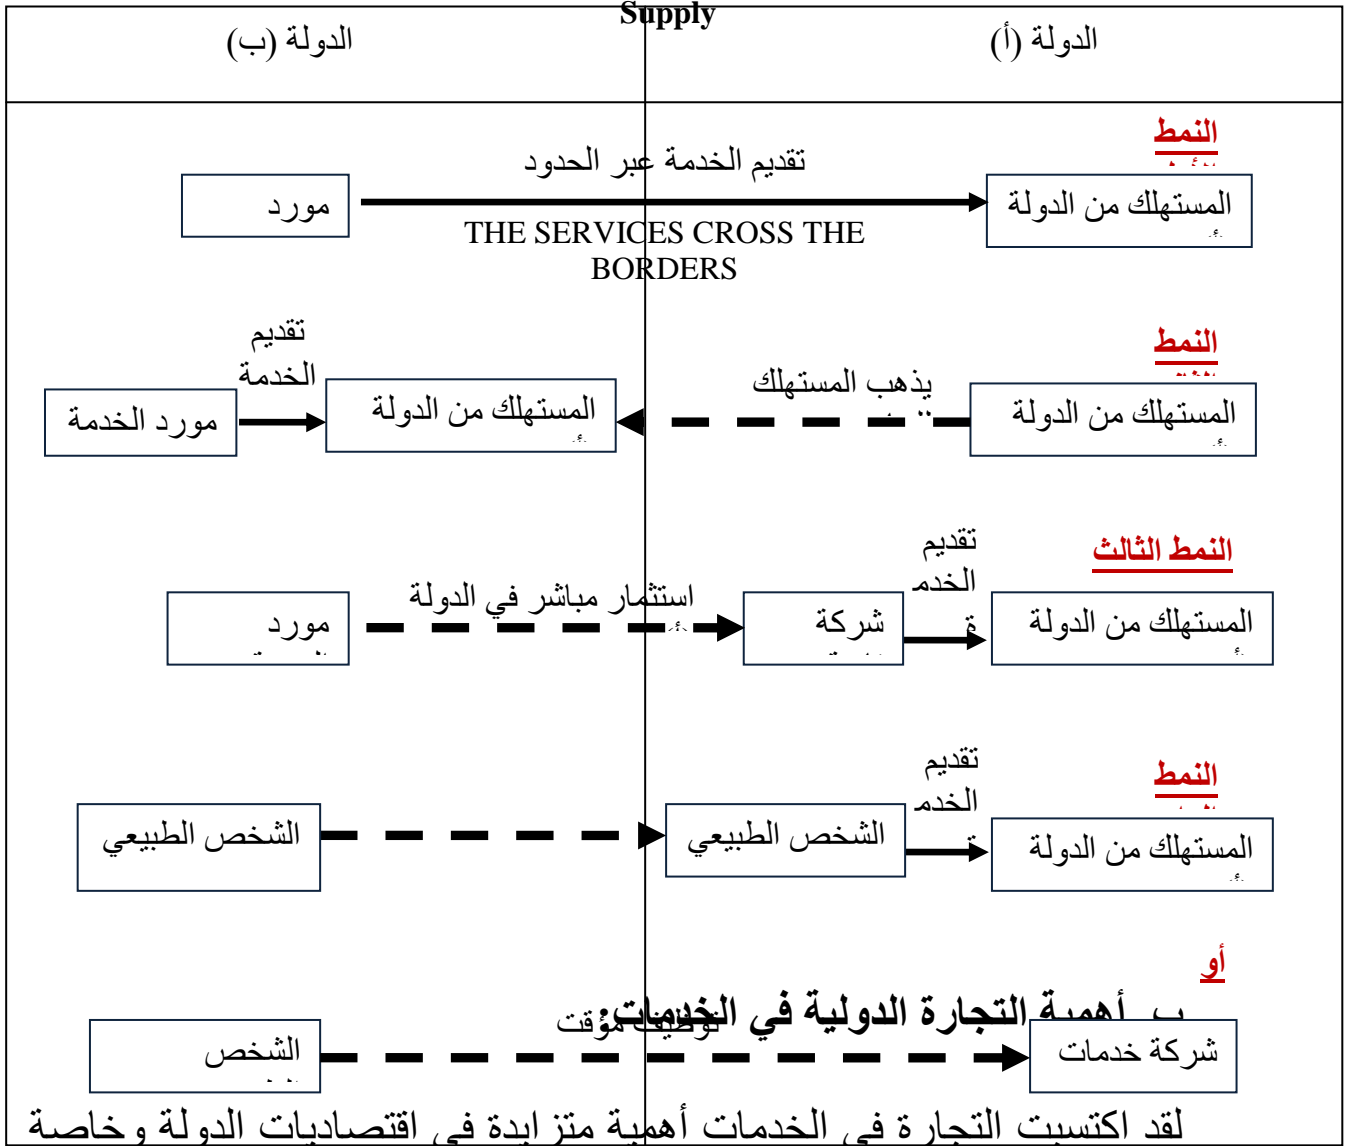 Supply
الدولة (أ)
الدولة (ب)
النمط
تقديم الخدمة عبر الحدود
المستهلك من الدولة
مورد
THE SERVICES CROSS THE
BORDERS
النمط
تقديم
الخدمة
يذهب المستهلك
المستهلك من الدولة
المستهلك من الدولة
مورد الخدمة
النمط الثالث
تقديم
الخدم
ة
استثمار مباشر في الدولة
المستهلك من الدولة
شركة
مورد
النمط
تقديم
الخدم
ة
المستهلك من الدولة
الشخص الطبيعي
الشخص الطبيعي
أو
ب أهمية التجارة الدولية في الخدمات:
توظيف مؤقت
شركة خدمات
الشخص
لقد اكتسبت التجارة في الخدمات أهمية متزايدة في اقتصاديات الدولة وخاصة